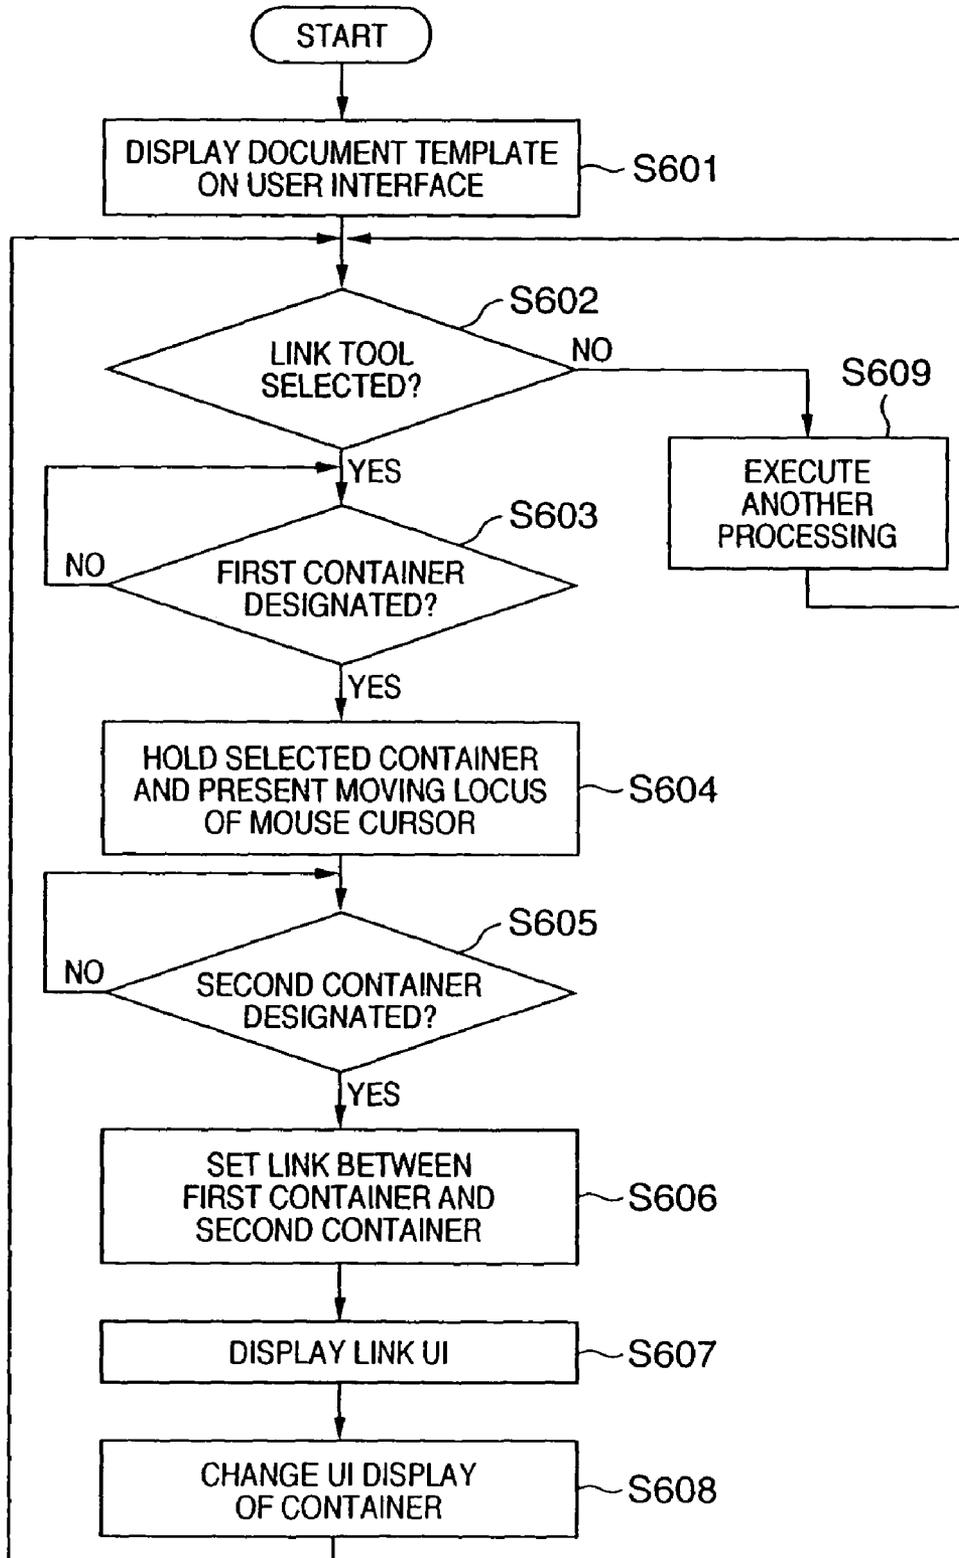 START
DISPLAY DOCUMENT TEMPLATE
ON USER INTERFACE
S601
S602
LINK TOOL
SELECTED?
NO
S609
EXECUTE
ANOTHER
PROCESSING
YES
S603
FIRST CONTAINER
DESIGNATED?
NO
YES
HOLD SELECTED CONTAINER
AND PRESENT MOVING LOCUS
OF MOUSE CURSOR
S604
S605
SECOND CONTAINER
DESIGNATED?
NO
YES
SET LINK BETWEEN
FIRST CONTAINER AND
SECOND CONTAINER
S606
DISPLAY LINK UI
S607
CHANGE UI DISPLAY
OF CONTAINER
S608